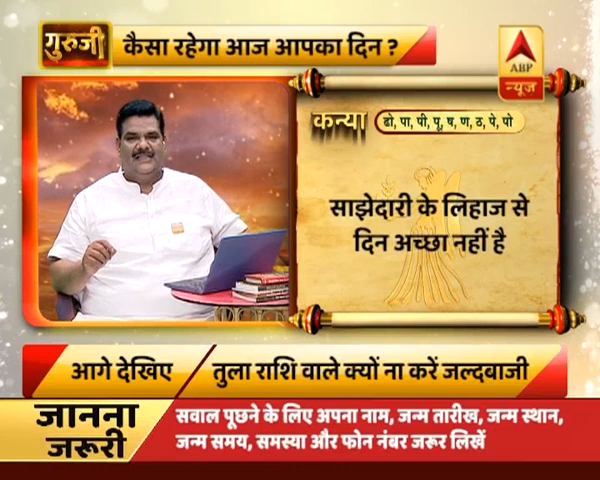 गुरुजी
कैसा रहेगा आज आपका दिन ?
ABP
न्यूज़
कन्या
ढो, पा, पी, पू, ष, ण, ठ, पे, पो
साझेदारी के लिहाज से
दिन अच्छा नहीं है
आगे देखिए
तुला राशि वाले क्यों ना करें जल्दबाजी
जानना
जरूरी
सवाल पूछने के लिए अपना नाम, जन्म तारीख, जन्म स्थान,
जन्म समय, समस्या और फोन नंबर जरूर लिखें